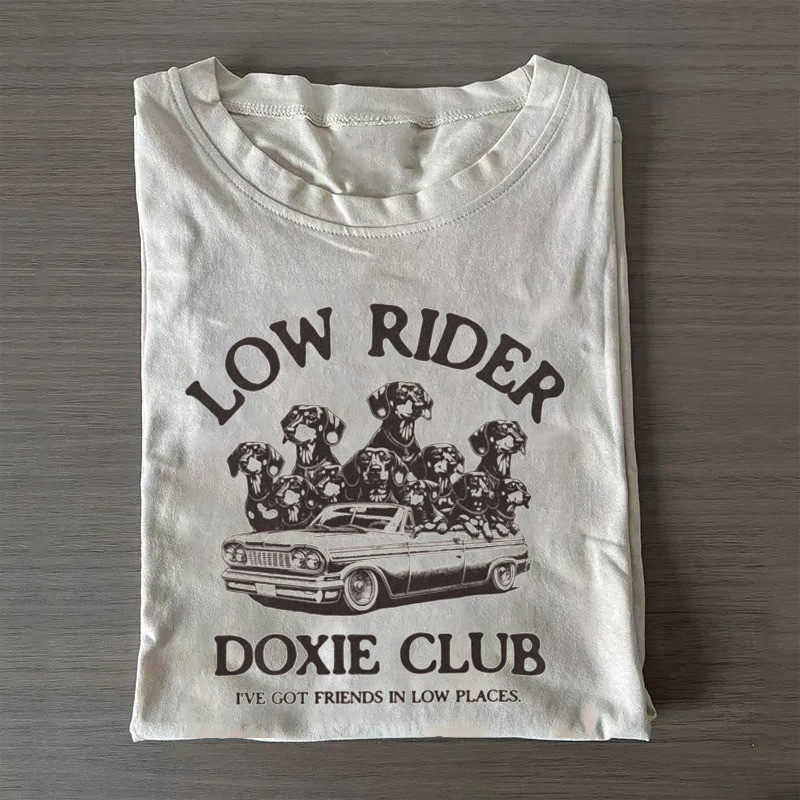 LOW RIDER
DOXIE CLUB
I'VE GOT FRIENDS IN LOW PLACES.